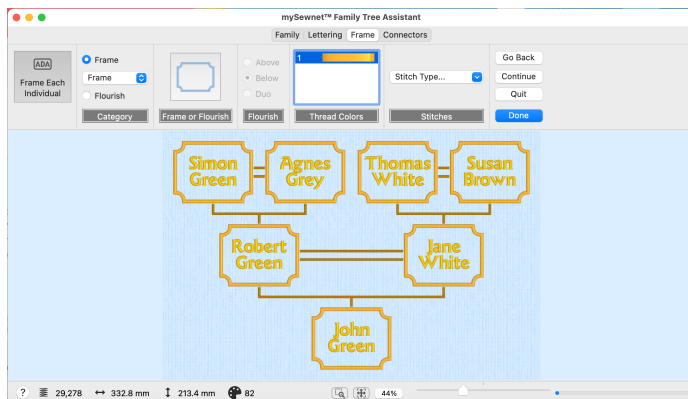 mySewnet™ Family Tree Assistant
Family Lettering Frame Connectors
ADA
Frame Each
Individual
Frame
Frame
Flourish
Category
Frame or Flourish
Above
Below
Duo
Flourish
1
Thread Colors
Stitch Type...
Stitches
Go Back
Continue
Quit
Done
Simon
Green
Agnes
Grey
Thomas
White
Susan
Brown
Robert
Green
Jane
White
John
Green
? 29,278 332.8 mm 213.4 mm 82 44%